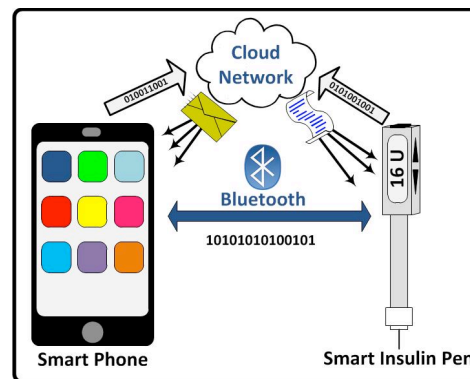 Cloud
Network
010011001
0101001001
16 U
Bluetooth
10101010100101
Smart Phone
Smart Insulin Pen